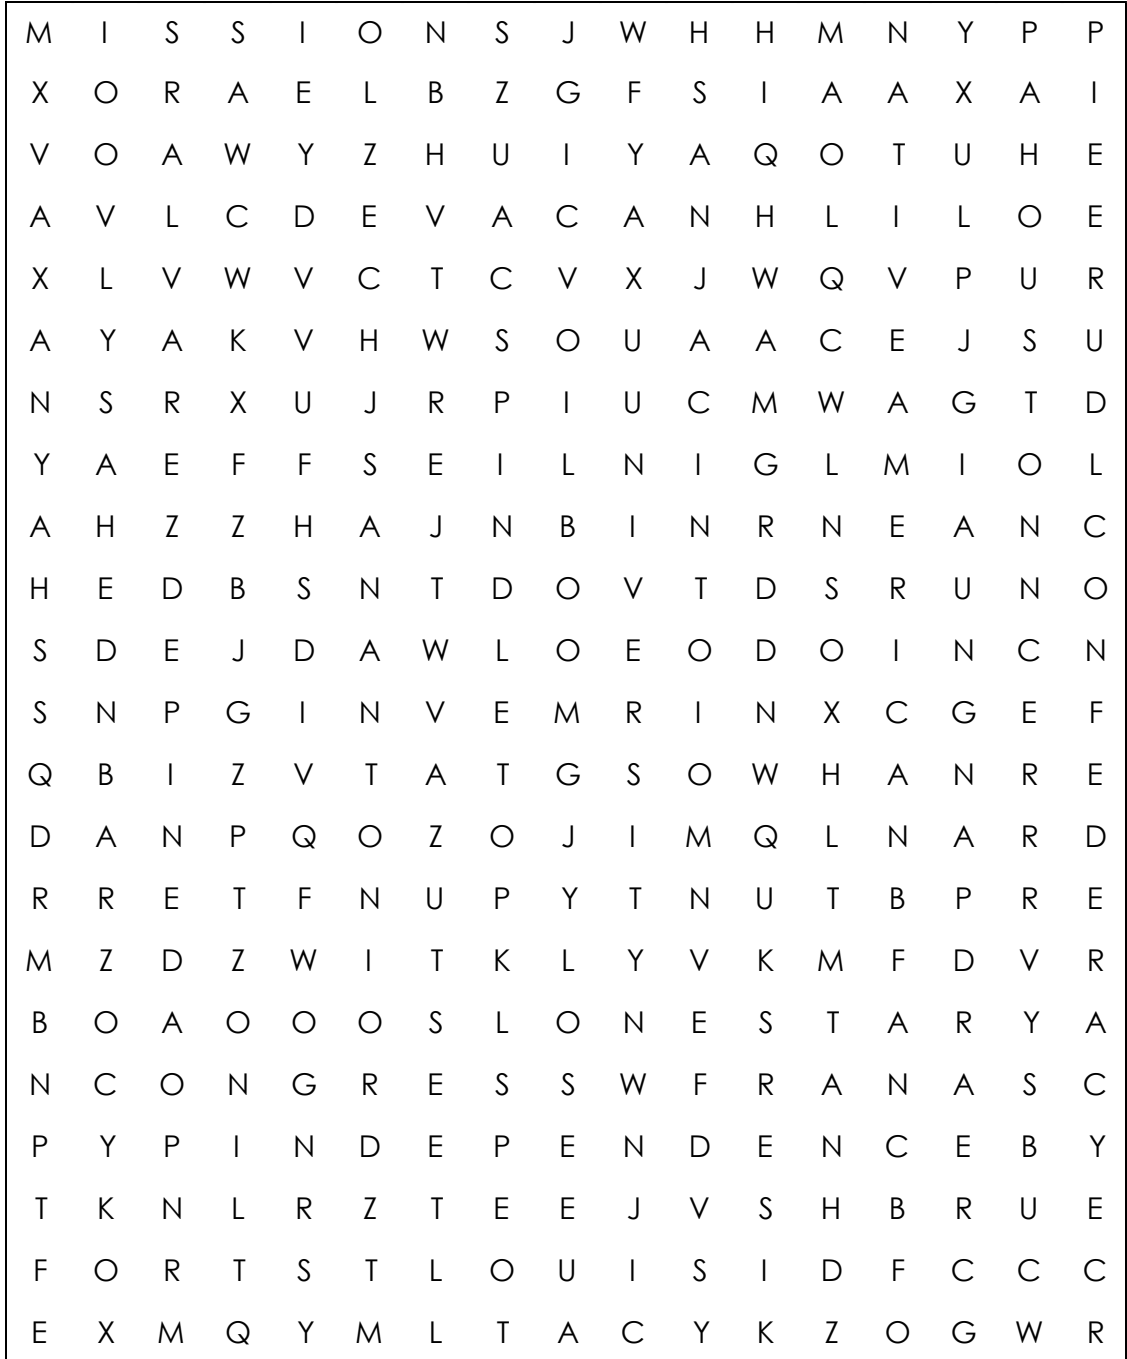 M I S S I O N S J W H H M N Y P P
X O R A E L B Z G F S I A A X A I
V O A W Y Z H U I Y A Q O T U H E
A V L C D E V A C A N H L I L O E
X L V W V C T C V X J W Q V P U R
A Y A K V H W S O U A A C E J S U
N S R X U J R P I U C M W A G T D
Y A E F F S E I L N I G L M I O L
A H Z Z H A J N B I N R N E A N C
H E D B S N T D O V T D S R U N O
S D E J D A W L O E O D O I N C N
S N P G I N V E M R I N X C G E F
Q B I Z V T A T G S O W H A N R E
D A N P Q O Z O J I M Q L N A R D
R R E T F N U P Y T N U T B P R E
M Z D Z W I T K L Y V K M F D V R
B O A O O O S L O N E S T A R Y A
N C O N G R E S S W F R A N A S C
P Y P I N D E P E N D E N C E B Y
T K N L R Z T E E J V S H B R U E
F O R T S T L O U I S I D F C C C
E X M Q Y M L T A C Y K Z O G W R